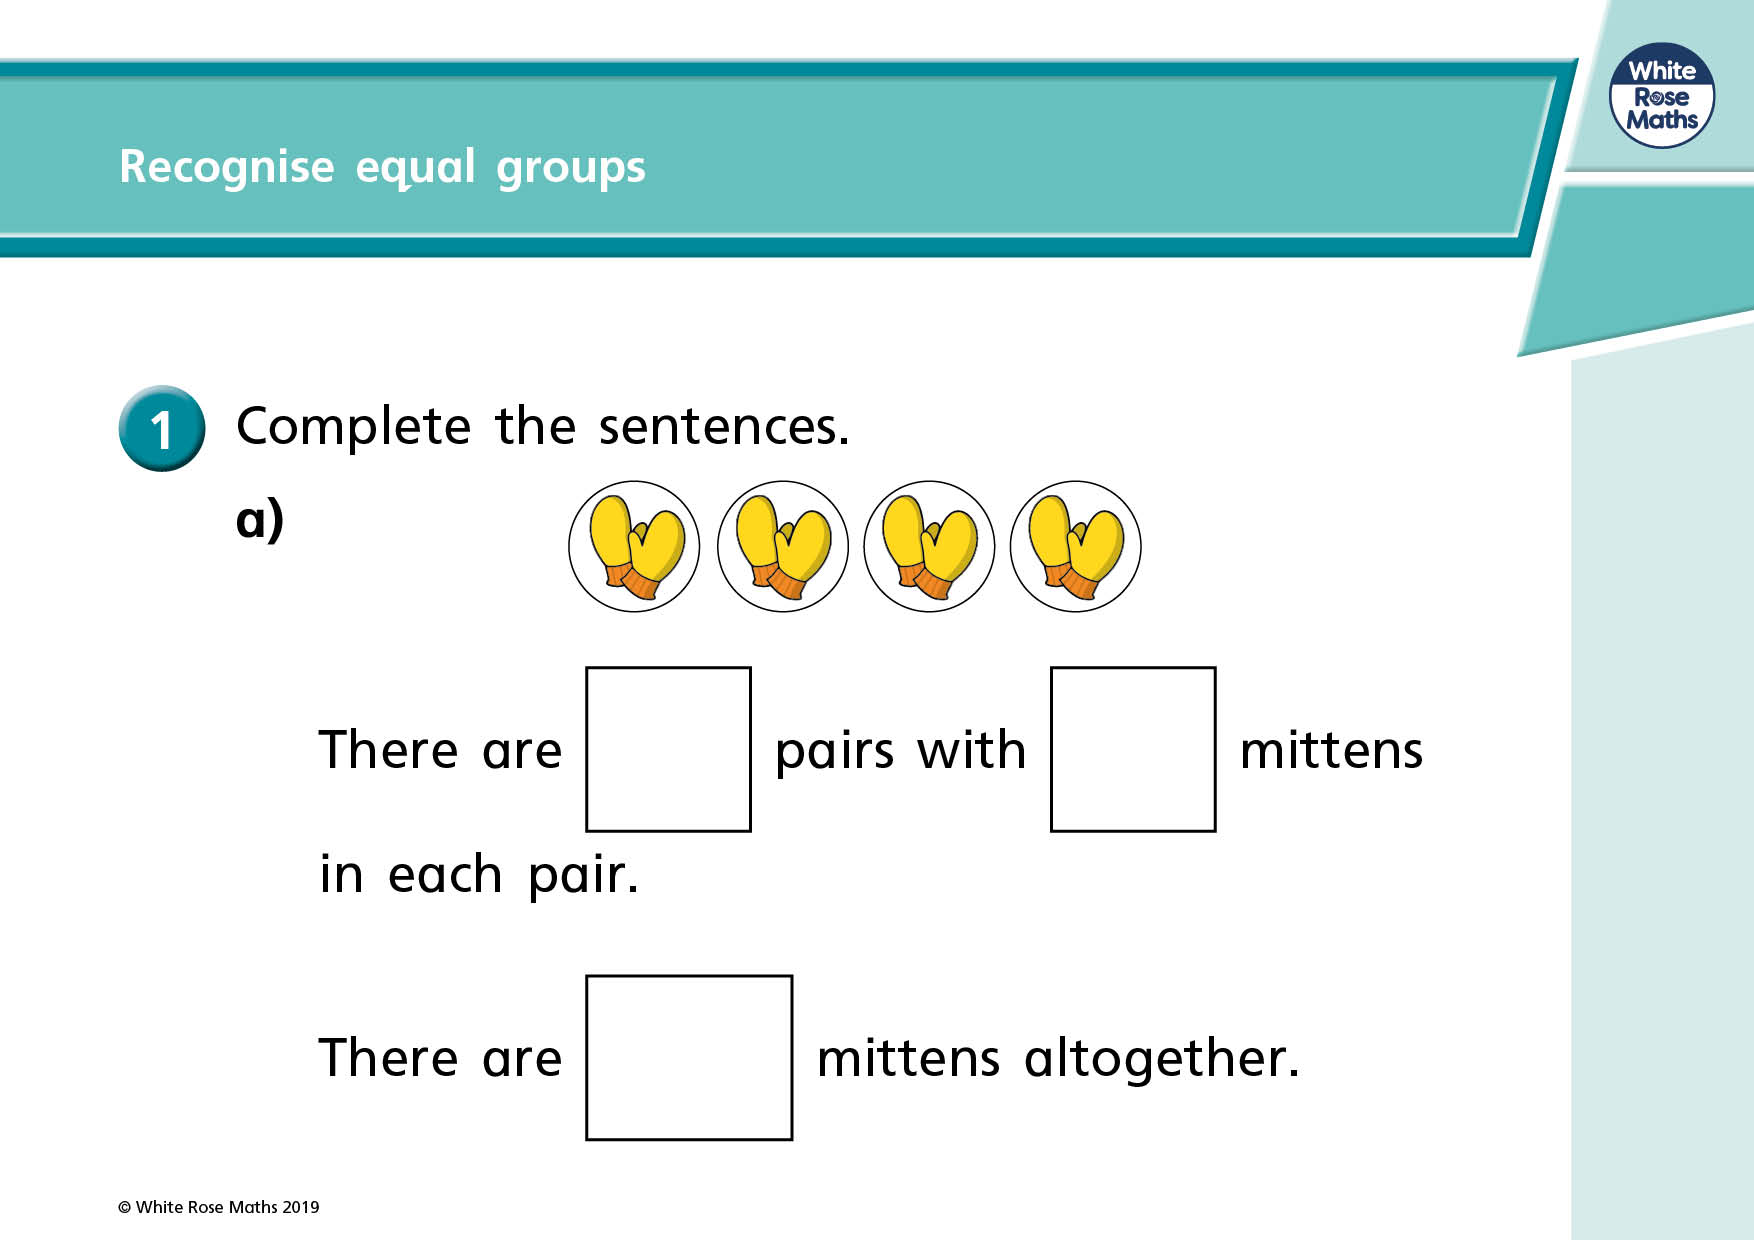 White
Rose
Maths
Recognise equal groups
1 Complete the sentences.
a)
There are pairs with mittens
in each pair.
There are mittens altogether.
© White Rose Maths 2019